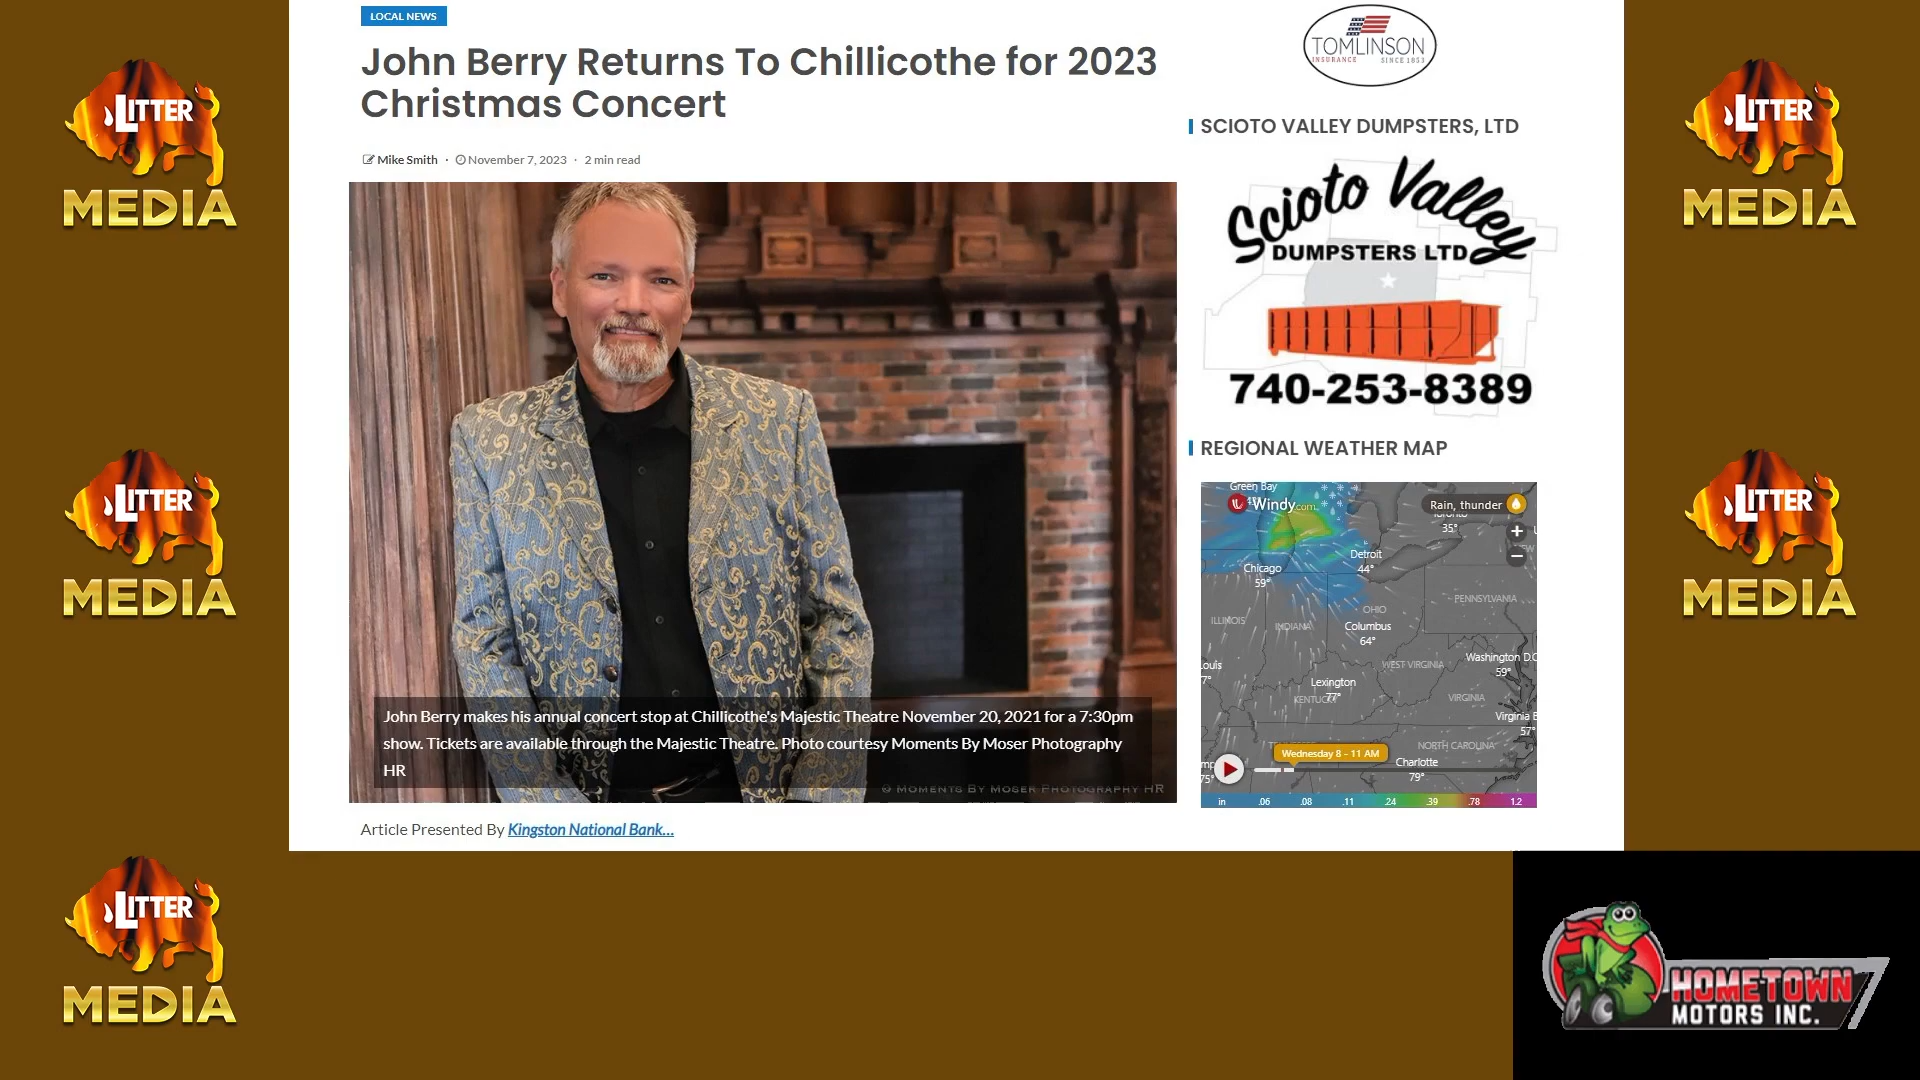 LOCAL NEWS
John Berry Returns To Chillicothe for 2023
Christmas Concert
Mike Smith · November 7, 2023 · 2 min read
John Berry makes his annual concert stop at Chillicothe's Majestic Theatre November 20, 2021 for a 7:30pm
show. Tickets are available through the Majestic Theatre. Photo courtesy Moments By Moser Photography
HR
© MOMENTS BY MOSER PHOTOGRAPHY HR
Article Presented By Kingston National Bank...
TOMLINSON
INSURANCE SINCE 1853
SCIOTO VALLEY DUMPSTERS, LTD
Scioto Valley
DUMPSTERS LTD
740-253-8389
REGIONAL WEATHER MAP
Green Bay
Windy.com
Rain, thunder
Toronto
35°
+
−
Detroit
44°
Chicago
59°
PENNSYLVANIA
OHIO
ILLINOIS
INDIANA
Columbus
64°
WEST VIRGINIA
Washington D.C
59°
Lexington
77°
KENTUCKY
VIRGINIA
57°
NORTH CAROLINA
Wednesday 8 - 11 AM
Charlotte
79°
75°
in .06 .08 .11 .24 .39 .78 1.2
LITTER
MEDIA
LITTER
MEDIA
LITTER
MEDIA
LITTER
MEDIA
LITTER
MEDIA
HOMETOWN
MOTORS INC.